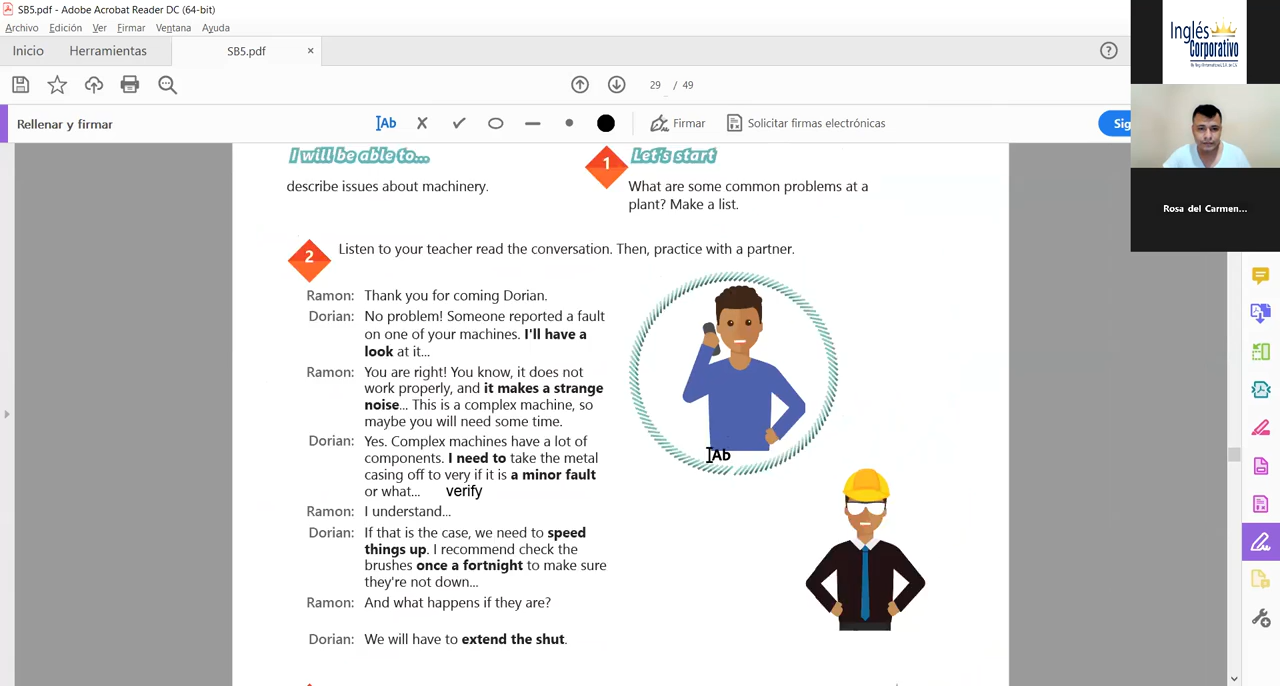 SB5.pdf - Adobe Acrobat Reader DC (64-bit)
Archivo Edición Ver Firmar Ventana Ayuda
Inicio Herramientas SB5.pdf ×
29 / 49
Rellenar y firmar Ab Firmar Solicitar firmas electrónicas Sig
Inglés
Corporativo
Rosa del Carmen...
I will be able to...
describe issues about machinery.
1 Let's start
What are some common problems at a
plant? Make a list.
2 Listen to your teacher read the conversation. Then, practice with a partner.
Ramon: Thank you for coming Dorian.
Dorian: No problem! Someone reported a fault
on one of your machines. I'll have a
look at it...
Ramon: You are right! You know, it does not
work properly, and it makes a strange
noise... This is a complex machine, so
maybe you will need some time.
Dorian: Yes. Complex machines have a lot of
components. I need to take the metal
casing off to very if it is a minor fault
or what... verify
Ramon: I understand...
Dorian: If that is the case, we need to speed
things up. I recommend check the
brushes once a fortnight to make sure
they're not down...
Ramon: And what happens if they are?
Dorian: We will have to extend the shut.
Ab